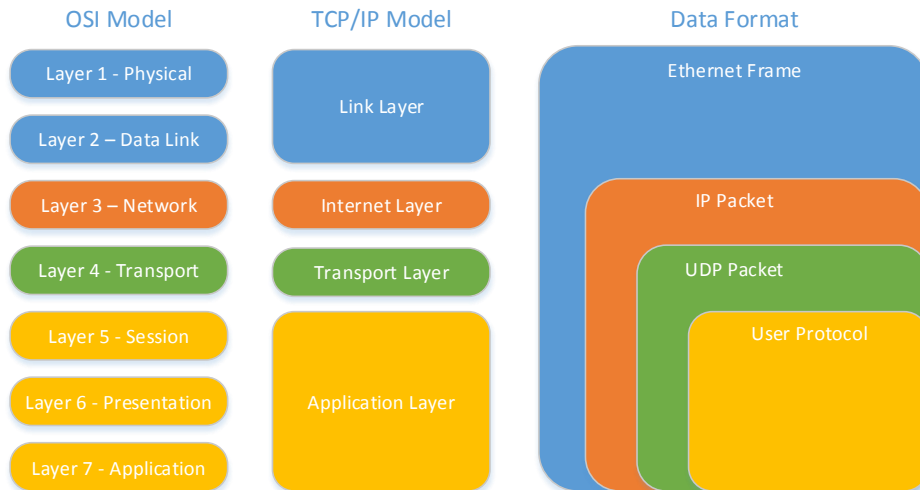 OSI Model
Layer 1 - Physical
Layer 2 – Data Link
Layer 3 – Network
Layer 4 - Transport
Layer 5 - Session
Layer 6 - Presentation
Layer 7 - Application
TCP/IP Model
Link Layer
Internet Layer
Transport Layer
Application Layer
Data Format
Ethernet Frame
IP Packet
UDP Packet
User Protocol